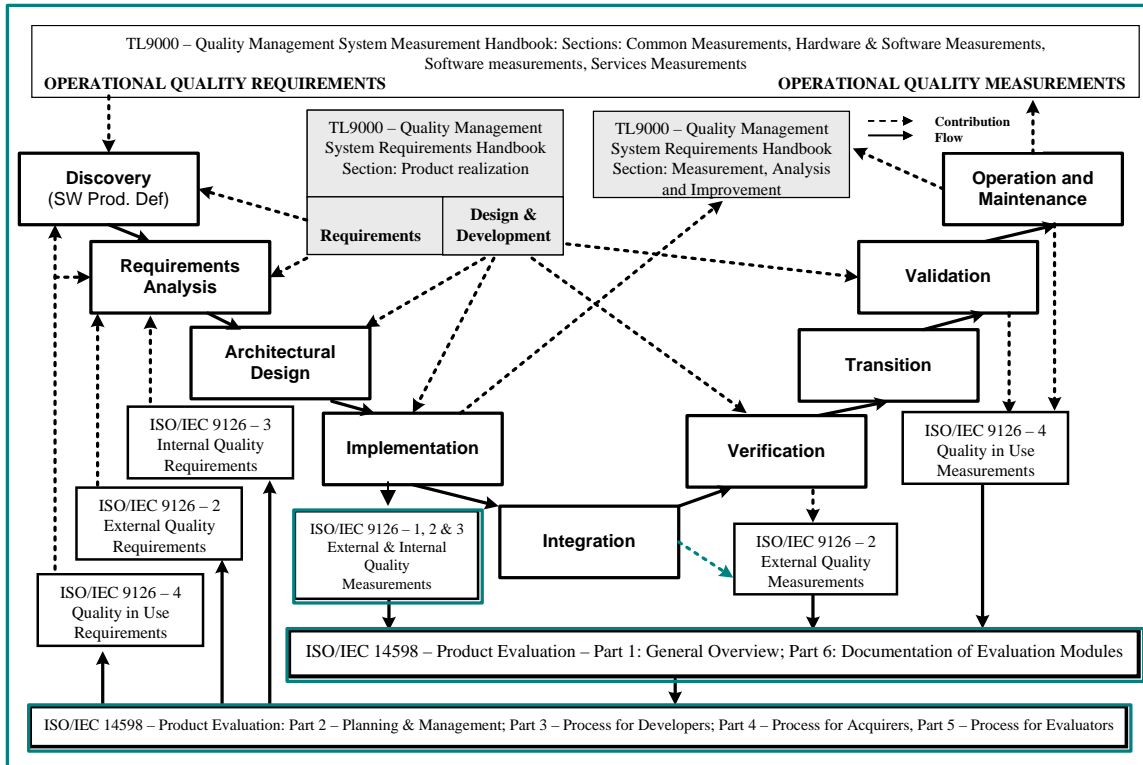 TL9000 – Quality Management System Measurement Handbook: Sections: Common Measurements, Hardware & Software Measurements,
Software measurements, Services Measurements
OPERATIONAL QUALITY REQUIREMENTS
OPERATIONAL QUALITY MEASUREMENTS
TL9000 – Quality Management
System Requirements Handbook
Section: Product realization
Requirements
Design &
Development
TL9000 – Quality Management
System Requirements Handbook
Section: Measurement, Analysis
and Improvement
Contribution
Flow
Discovery
(SW Prod. Def)
Operation and
Maintenance
Requirements
Analysis
Validation
Architectural
Design
Transition
ISO/IEC 9126 – 3
Internal Quality
Requirements
Implementation
Verification
ISO/IEC 9126 – 4
Quality in Use
Measurements
ISO/IEC 9126 – 2
External Quality
Requirements
ISO/IEC 9126 – 1, 2 & 3
External & Internal
Quality
Measurements
Integration
ISO/IEC 9126 – 2
External Quality
Measurements
ISO/IEC 9126 – 4
Quality in Use
Requirements
ISO/IEC 14598 – Product Evaluation – Part 1: General Overview; Part 6: Documentation of Evaluation Modules
ISO/IEC 14598 – Product Evaluation: Part 2 – Planning & Management; Part 3 – Process for Developers; Part 4 – Process for Acquirers, Part 5 – Process for Evaluators